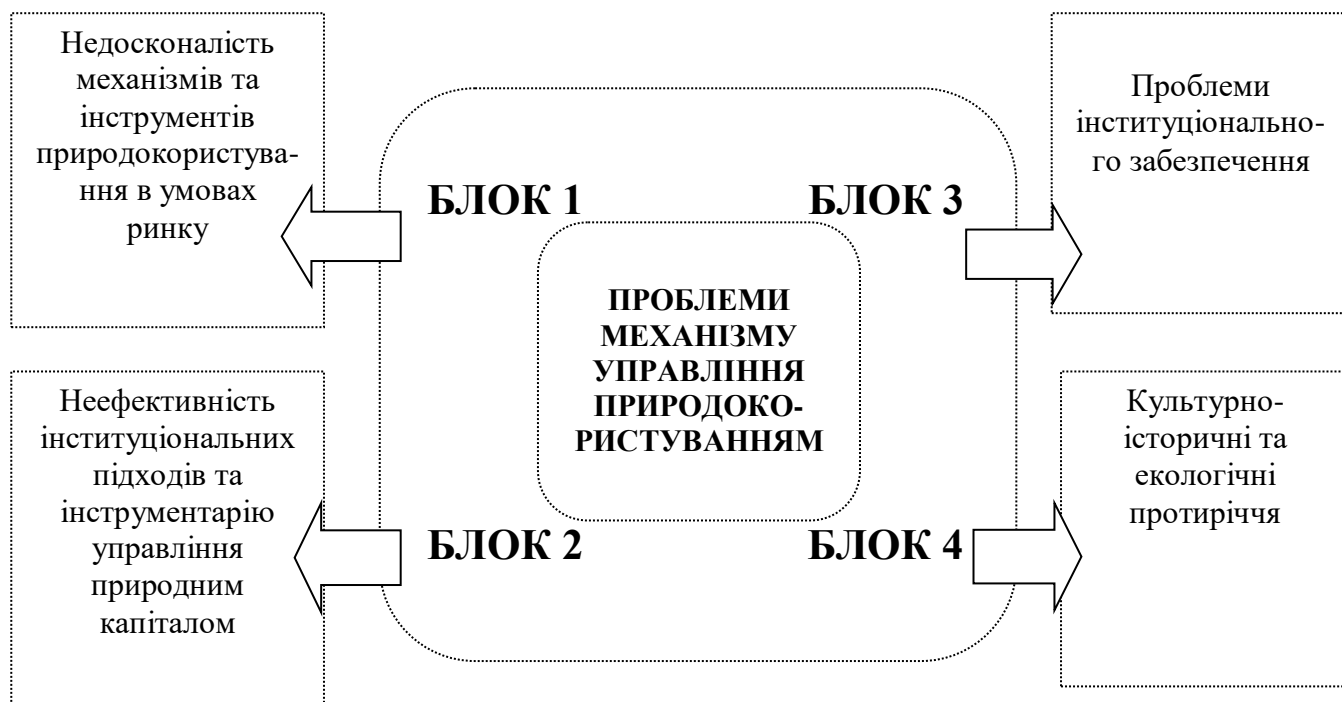 Недосконалість
механізмів та
інструментів
природокористува-
ння в умовах
ринку
Проблеми
інституціонально-
го забезпечення
БЛОК 1
БЛОК 3
ПРОБЛЕМИ
МЕХАНІЗМУ
УПРАВЛІННЯ
ПРИРОДОКО-
РИСТУВАННЯМ
Неефективність
інституціональних
підходів та
інструментарію
управління
природним
капіталом
Культурно-
історичні та
екологічні
протиріччя
БЛОК 2
БЛОК 4